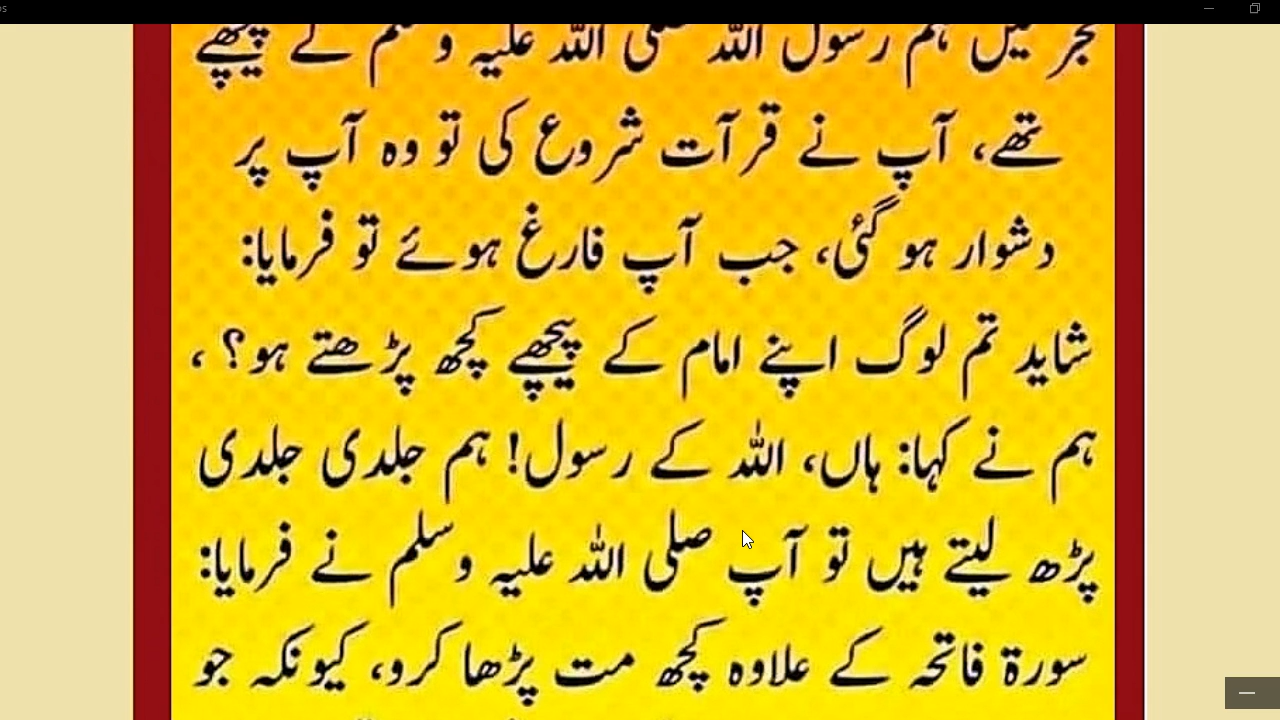 فجر میں ہم رسول اللہ صلی اللہ علیہ وسلم کے پیچھے
تھے، آپ نے قرآت شروع کی تو وہ آپ پر
دشوار ہو گئی، جب آپ فارغ ہوئے تو فرمایا:
شاید تم لوگ اپنے امام کے پیچھے کچھ پڑھتے ہو؟ ،
ہم نے کہا: ہاں، اللہ کے رسول! ہم جلدی جلدی
پڑھ لیتے ہیں تو آپ صلی اللہ علیہ وسلم نے فرمایا:
سورۃ فاتحہ کے علاوہ کچھ مت پڑھا کرو، کیونکہ جو